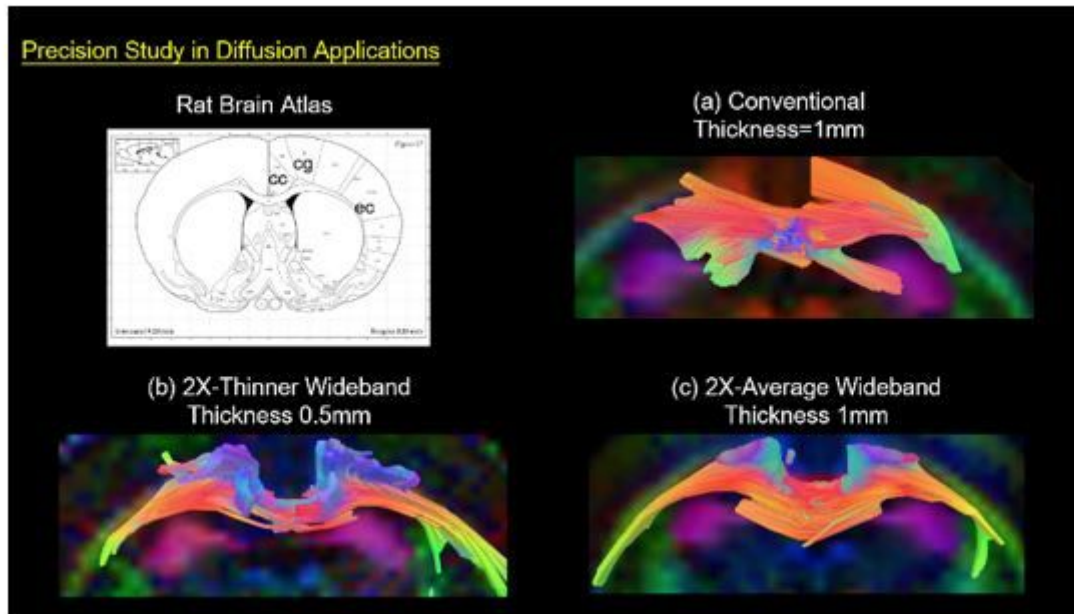 Precision Study in Diffusion Applications
Rat Brain Atlas
(a) Conventional
Thickness=1mm
cg
cc
ec
(b) 2X-Thinner Wideband
Thickness 0.5mm
(c) 2X-Average Wideband
Thickness 1mm